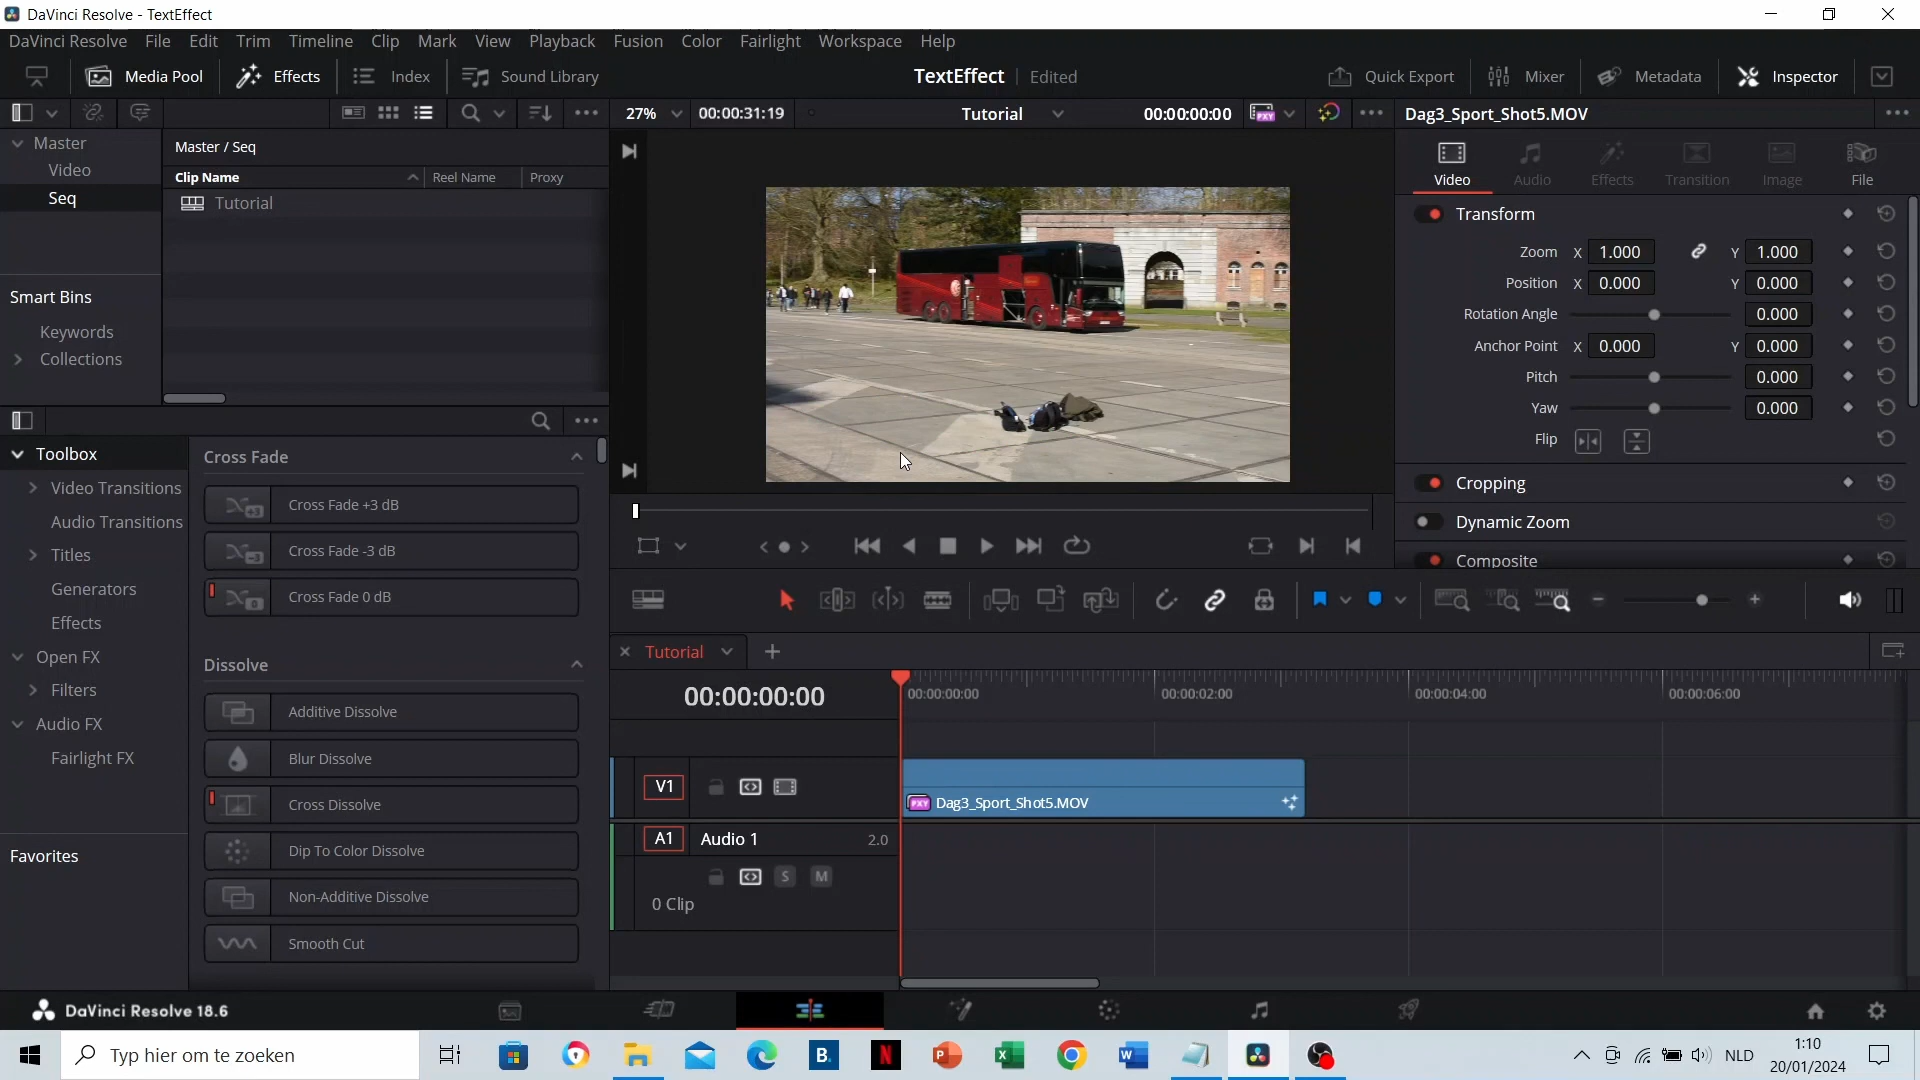 DaVinci Resolve - TextEffect
DaVinci Resolve File Edit Trim Timeline Clip Mark View Playback Fusion Color Fairlight Workspace Help
Media Pool Effects Index Sound Library TextEffect Edited Quick Export Mixer Metadata Inspector
27% 00:00:31:19 Tutorial 00:00:00:00 Dag3_Sport_Shot5.MOV
Master
Video
Seq
Smart Bins
Keywords
Collections
Master / Seq
Clip Name Reel Name Proxy
Tutorial
Video Audio Effects Transition Image File
Transform
Zoom X 1.000 Y 1.000
Position X 0.000 Y 0.000
Rotation Angle 0.000
Anchor Point X 0.000 Y 0.000
Pitch 0.000
Yaw 0.000
Flip
Cropping
Dynamic Zoom
Composite
Toolbox
Video Transitions
Audio Transitions
Titles
Generators
Effects
Open FX
Filters
Audio FX
Fairlight FX
Favorites
Cross Fade
+3 Cross Fade +3 dB
-3 Cross Fade -3 dB
0 Cross Fade 0 dB
Dissolve
Additive Dissolve
Blur Dissolve
Cross Dissolve
Dip To Color Dissolve
Non-Additive Dissolve
Smooth Cut
Tutorial
00:00:00:00 00:00:00:00 00:00:02:00 00:00:04:00 00:00:06:00
V1
PXY Dag3_Sport_Shot5.MOV
A1 Audio 1 2.0
S M
0 Clip
DaVinci Resolve 18.6
Typ hier om te zoeken
B.
NLD
1:10
20/01/2024